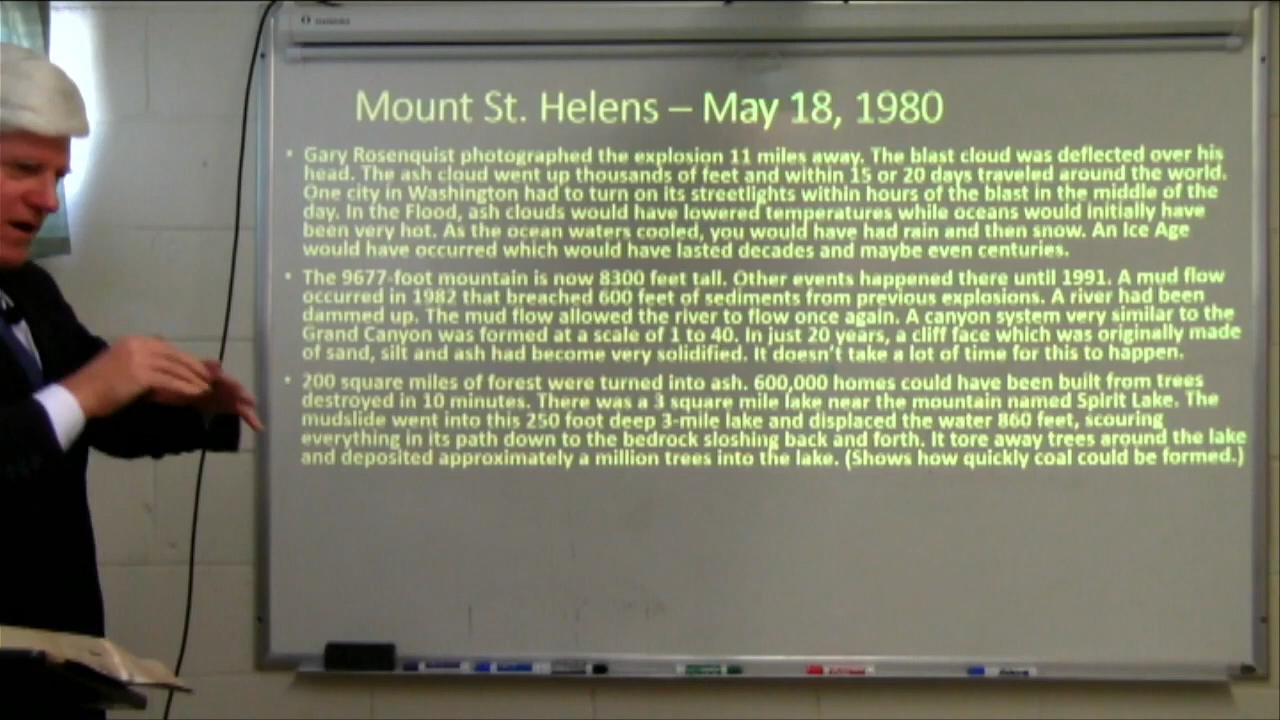 Mount St. Helens – May 18, 1980
• Gary Rosenquist photographed the explosion 11 miles away. The blast cloud was deflected over his
head. The ash cloud went up thousands of feet and within 15 or 20 days traveled around the world.
One city in Washington had to turn on its streetlights within hours of the blast in the middle of the
day. In the Flood, ash clouds would have lowered temperatures while oceans would initially have
been very hot. As the ocean waters cooled, you would have had rain and then snow. An Ice Age
would have occurred which would have lasted decades and maybe even centuries.
• The 9677-foot mountain is now 8300 feet tall. Other events happened there until 1991. A mud flow
occurred in 1982 that breached 600 feet of sediments from previous explosions. A river had been
dammed up. The mud flow allowed the river to flow once again. A canyon system very similar to the
Grand Canyon was formed at a scale of 1 to 40. In just 20 years, a cliff face which was originally made
of sand, silt and ash had become very solidified. It doesn't take a lot of time for this to happen.
• 200 square miles of forest were turned into ash. 600,000 homes could have been built from trees
destroyed in 10 minutes. There was a 3 square mile lake near the mountain named Spirit Lake. The
mudslide went into this 250 foot deep 3-mile lake and displaced the water 860 feet, scouring
everything in its path down to the bedrock sloshing back and forth. It tore away trees around the lake
and deposited approximately a million trees into the lake. (Shows how quickly coal could be formed.)